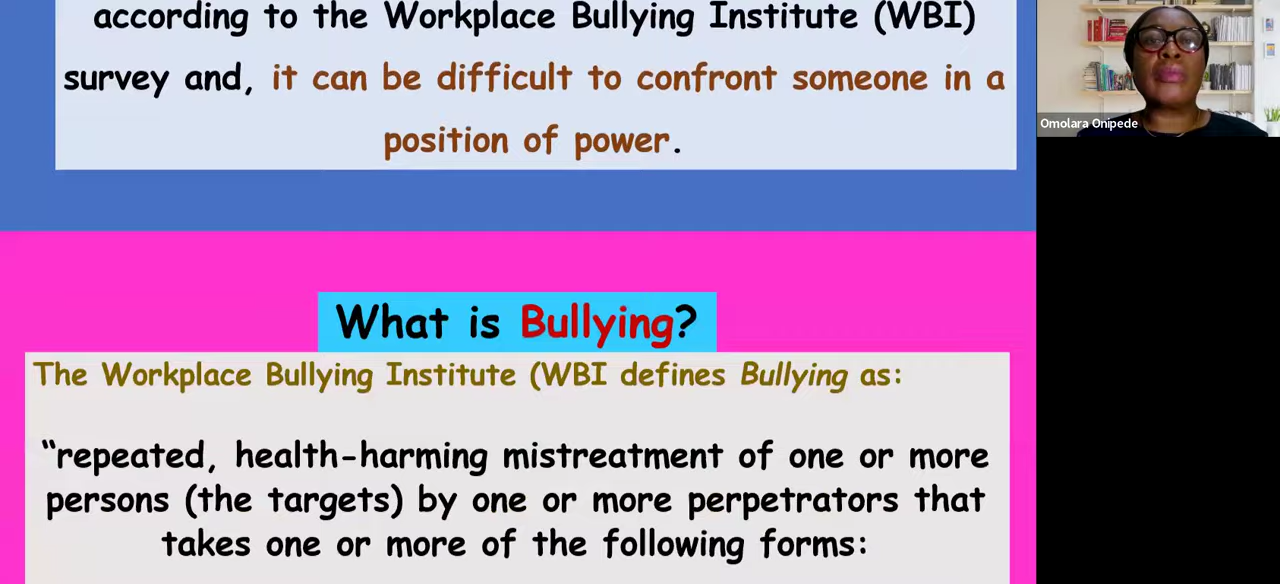 according to the Workplace Bullying Institute (WBI)
survey and, it can be difficult to confront someone in a
position of power.
Omolara Onipede
What is Bullying?
The Workplace Bullying Institute (WBI defines Bullying as:
“repeated, health-harming mistreatment of one or more
persons (the targets) by one or more perpetrators that
takes one or more of the following forms: